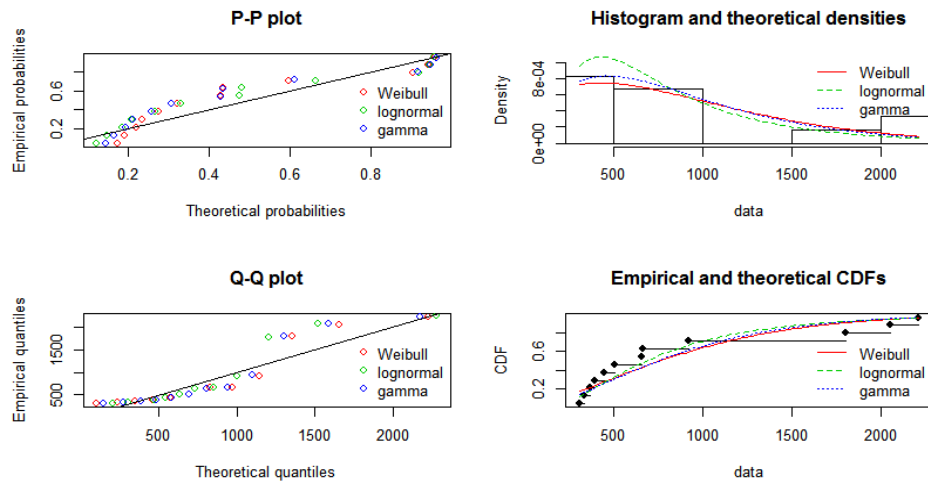 P-P plot
Empirical probabilities
0.2
0.6
Weibull
lognormal
gamma
0.2
0.4
0.6
0.8
Theoretical probabilities
Histogram and theoretical densities
Density
0e+00
8e-04
Weibull
lognormal
gamma
500
1000
1500
2000
data
Q-Q plot
Empirical quantiles
500
1500
Weibull
lognormal
gamma
500
1000
1500
2000
Theoretical quantiles
Empirical and theoretical CDFs
CDF
0.2
0.6
Weibull
lognormal
gamma
500
1000
1500
2000
data